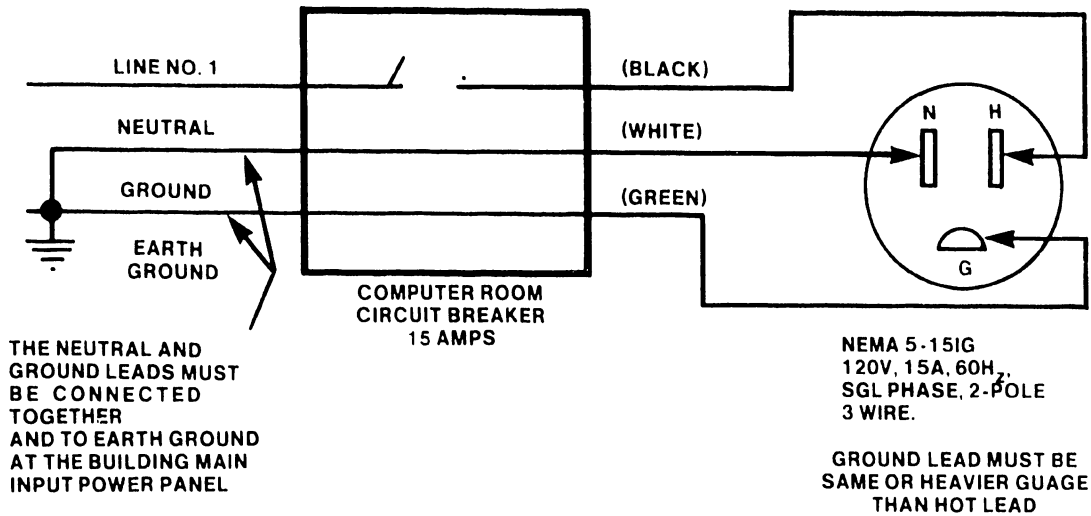 LINE NO. 1
(BLACK)
N
H
NEUTRAL
(WHITE)
GROUND
(GREEN)
EARTH
GROUND
G
COMPUTER ROOM
CIRCUIT BREAKER
15 AMPS
THE NEUTRAL AND
GROUND LEADS MUST
BE CONNECTED
TOGETHER
AND TO EARTH GROUND
AT THE BUILDING MAIN
INPUT POWER PANEL
NEMA 5-15IG
120V, 15A, 60HZ,
SGL PHASE, 2-POLE
3 WIRE.
GROUND LEAD MUST BE
SAME OR HEAVIER GUAGE
THAN HOT LEAD